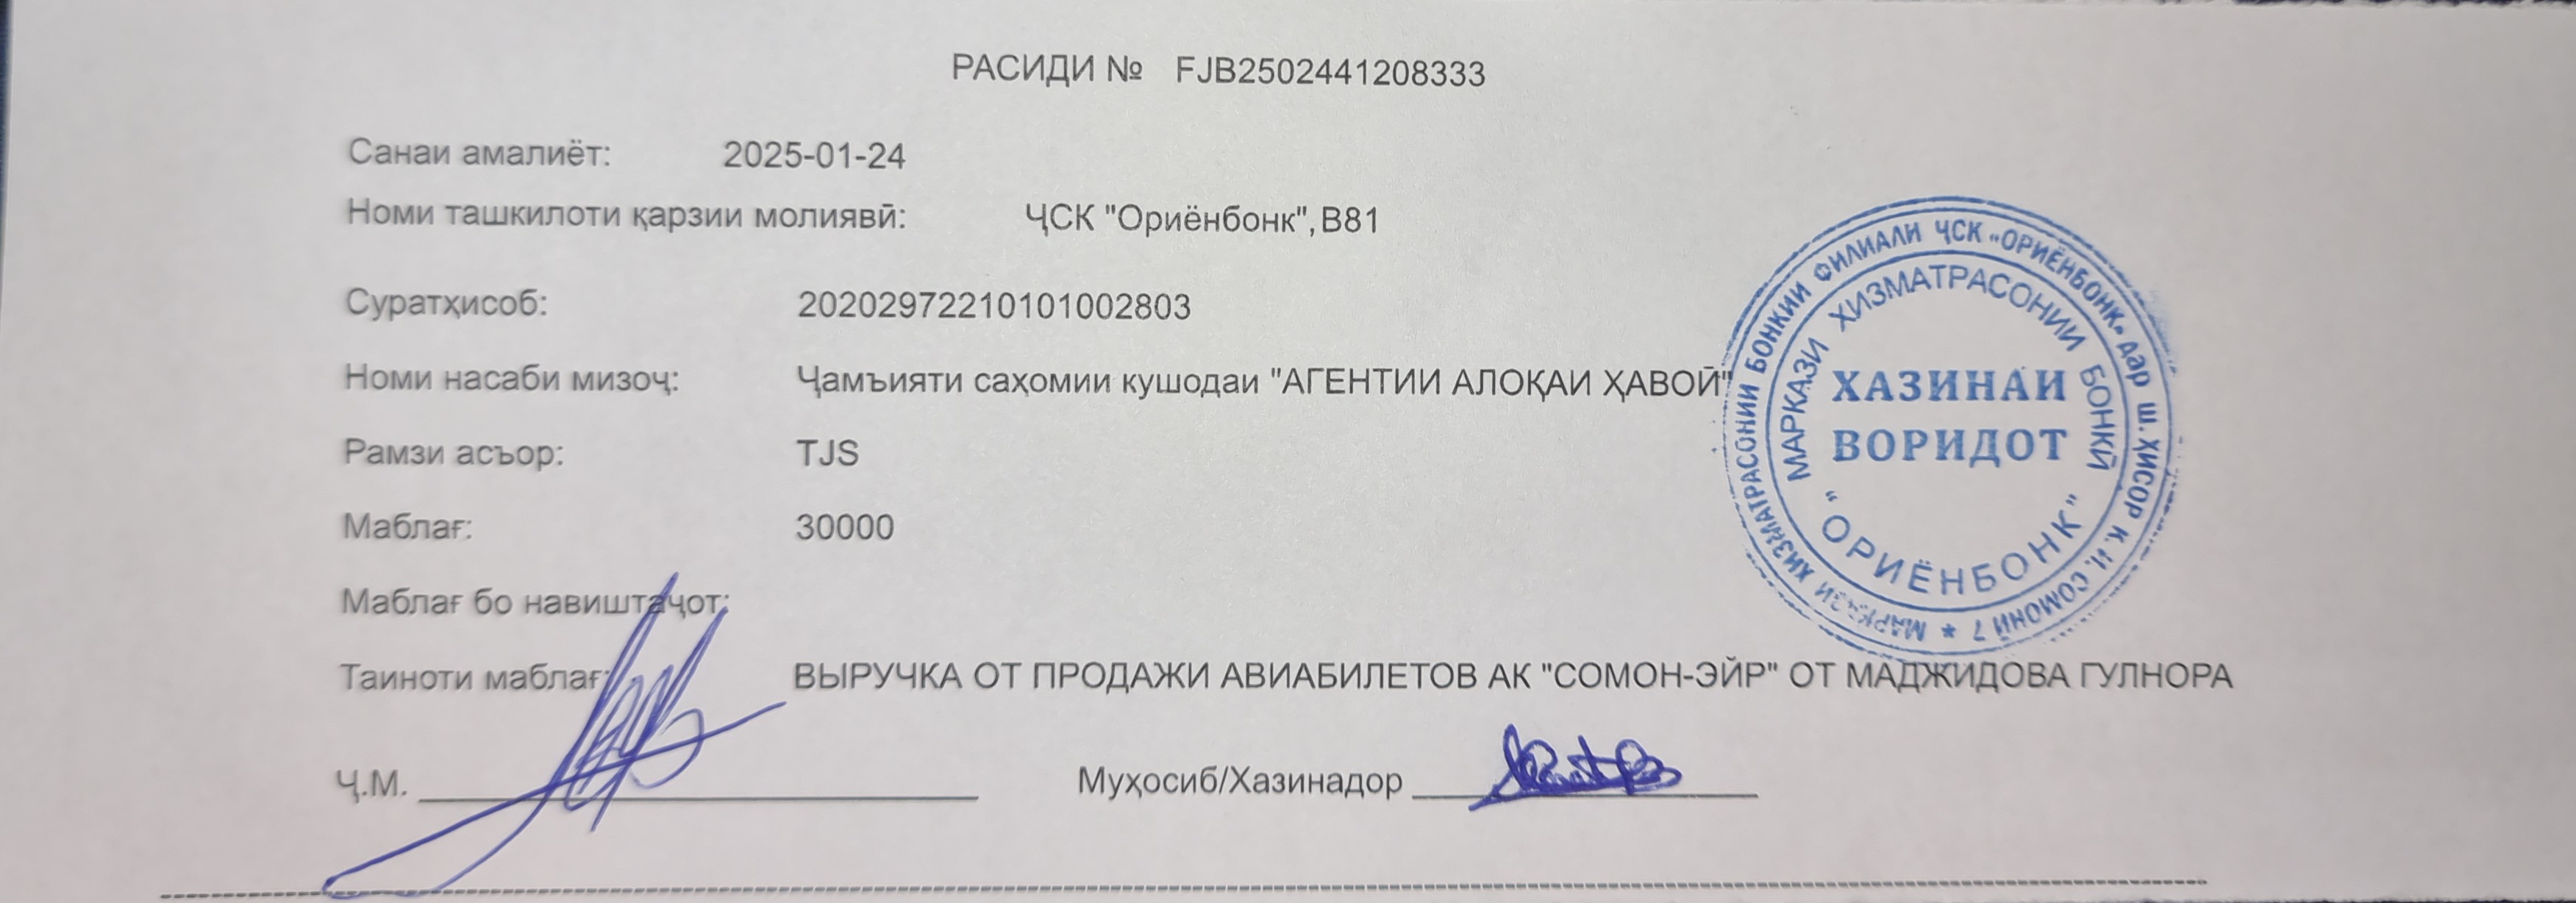 РАСИДИ № FJB2502441208333
Санаи амалиёт: 2025-01-24
Номи ташкилоти қарзии молиявӣ: ҶСК "Ориёнбонк",B81
Суратҳисоб: 20202972210101002803
Номи насаби мизоҷ: Ҷамъияти саҳомии кушодаи "АГЕНТИИ АЛОҚАИ ҲАВОӢ"
Рамзи асъор: TJS
Маблағ: 30000
Маблағ бо навиштаҷот:
Таиноти маблағ: ВЫРУЧКА ОТ ПРОДАЖИ АВИАБИЛЕТОВ АК "СОМОН-ЭЙР" ОТ МАДЖИДОВА ГУЛНОРА
Ҷ.М. Муҳосиб/Хазинадор
МАРКАЗИ ХИЗМАТРАСОНИИ БОНКИИ ФИЛИАЛИ ҶСК «ОРИЁНБОНК» дар ш. ҲИСОР К. И. СОМОНӢ 7 *
МАРКАЗИ ХИЗМАТРАСОНИИ БОНКӢ
"ОРИЁНБОНК"
ХАЗИНАИ
ВОРИДОТ